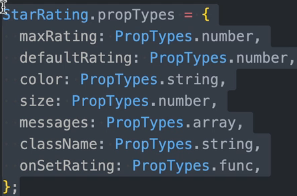 StarRating.propTypes = {
  maxRating: PropTypes.number,
  defaultRating: PropTypes.number,
  color: PropTypes.string,
  size: PropTypes.number,
  messages: PropTypes.array,
  className: PropTypes.string,
  onSetRating: PropTypes.func,
};